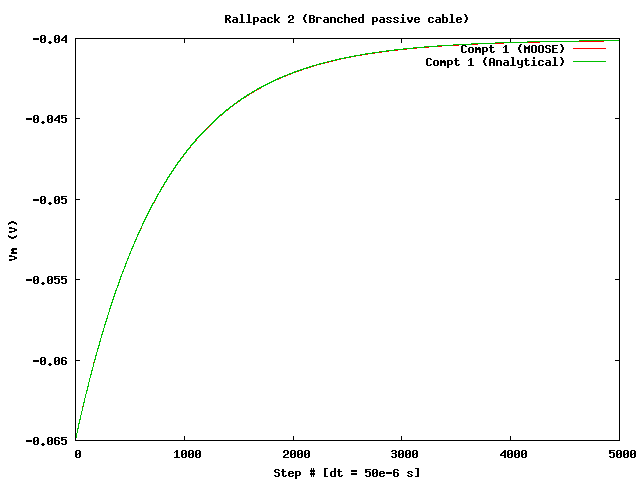 Rallpack 2 (Branched passive cable)
-0.04
Compt 1 (MOOSE)
Compt 1 (Analytical)
-0.045
-0.05
Vm (V)
-0.055
-0.06
-0.065
0 1000 2000 3000 4000 5000
Step # [dt = 50e-6 s]